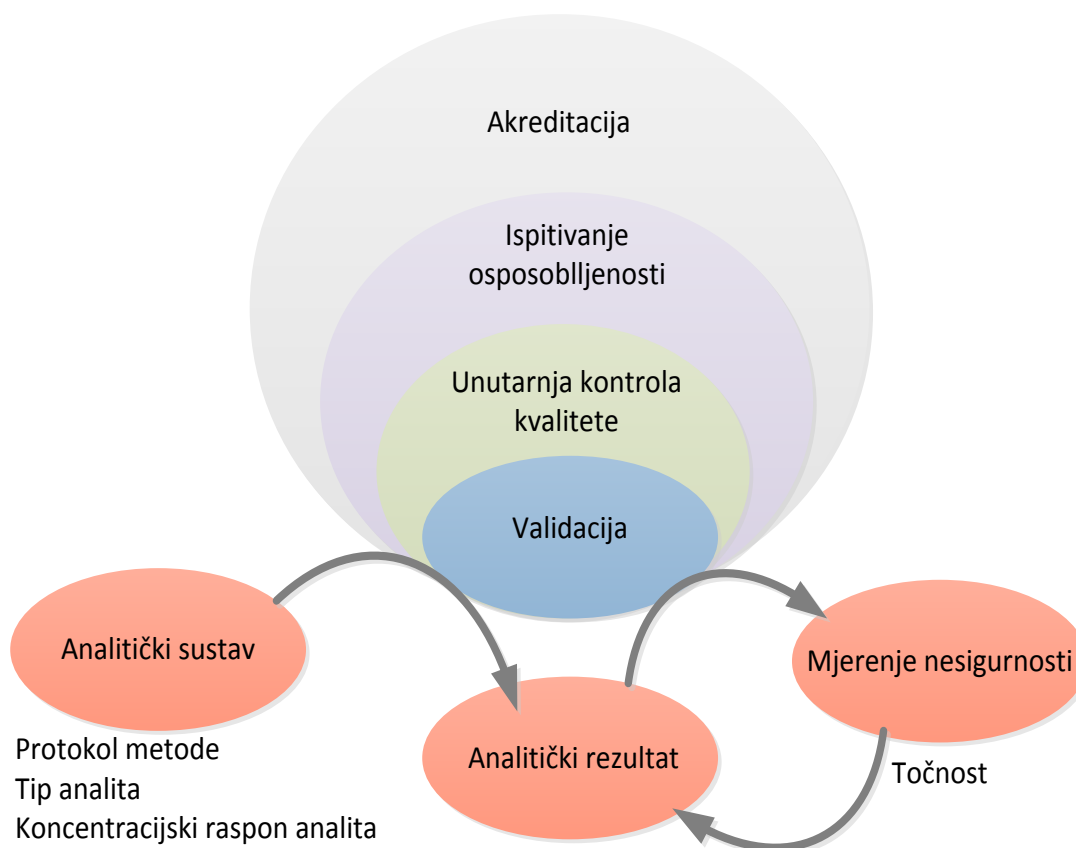 Akreditacija
Ispitivanje
osposoblljenosti
Unutarnja kontrola
kvalitete
Validacija
Analitički sustav
Mjerenje nesigurnosti
Analitički rezultat
Protokol metode
Tip analita
Koncentracijski raspon analita
Točnost